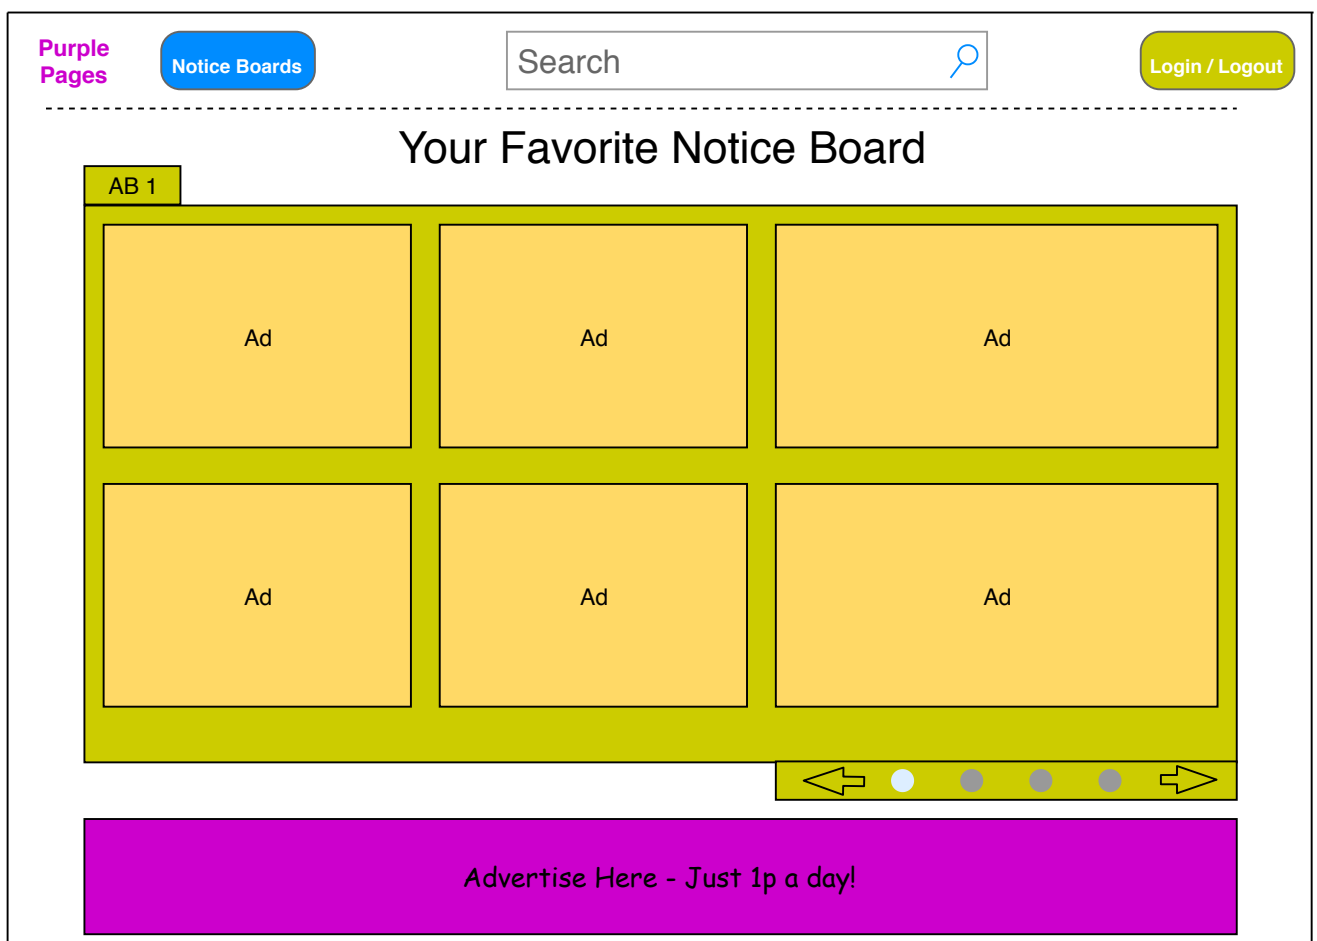 Purple
Pages
Notice Boards
Search
Login / Logout
Your Favorite Notice Board
AB 1
Ad
Ad
Ad
Ad
Ad
Ad
Advertise Here - Just 1p a day!